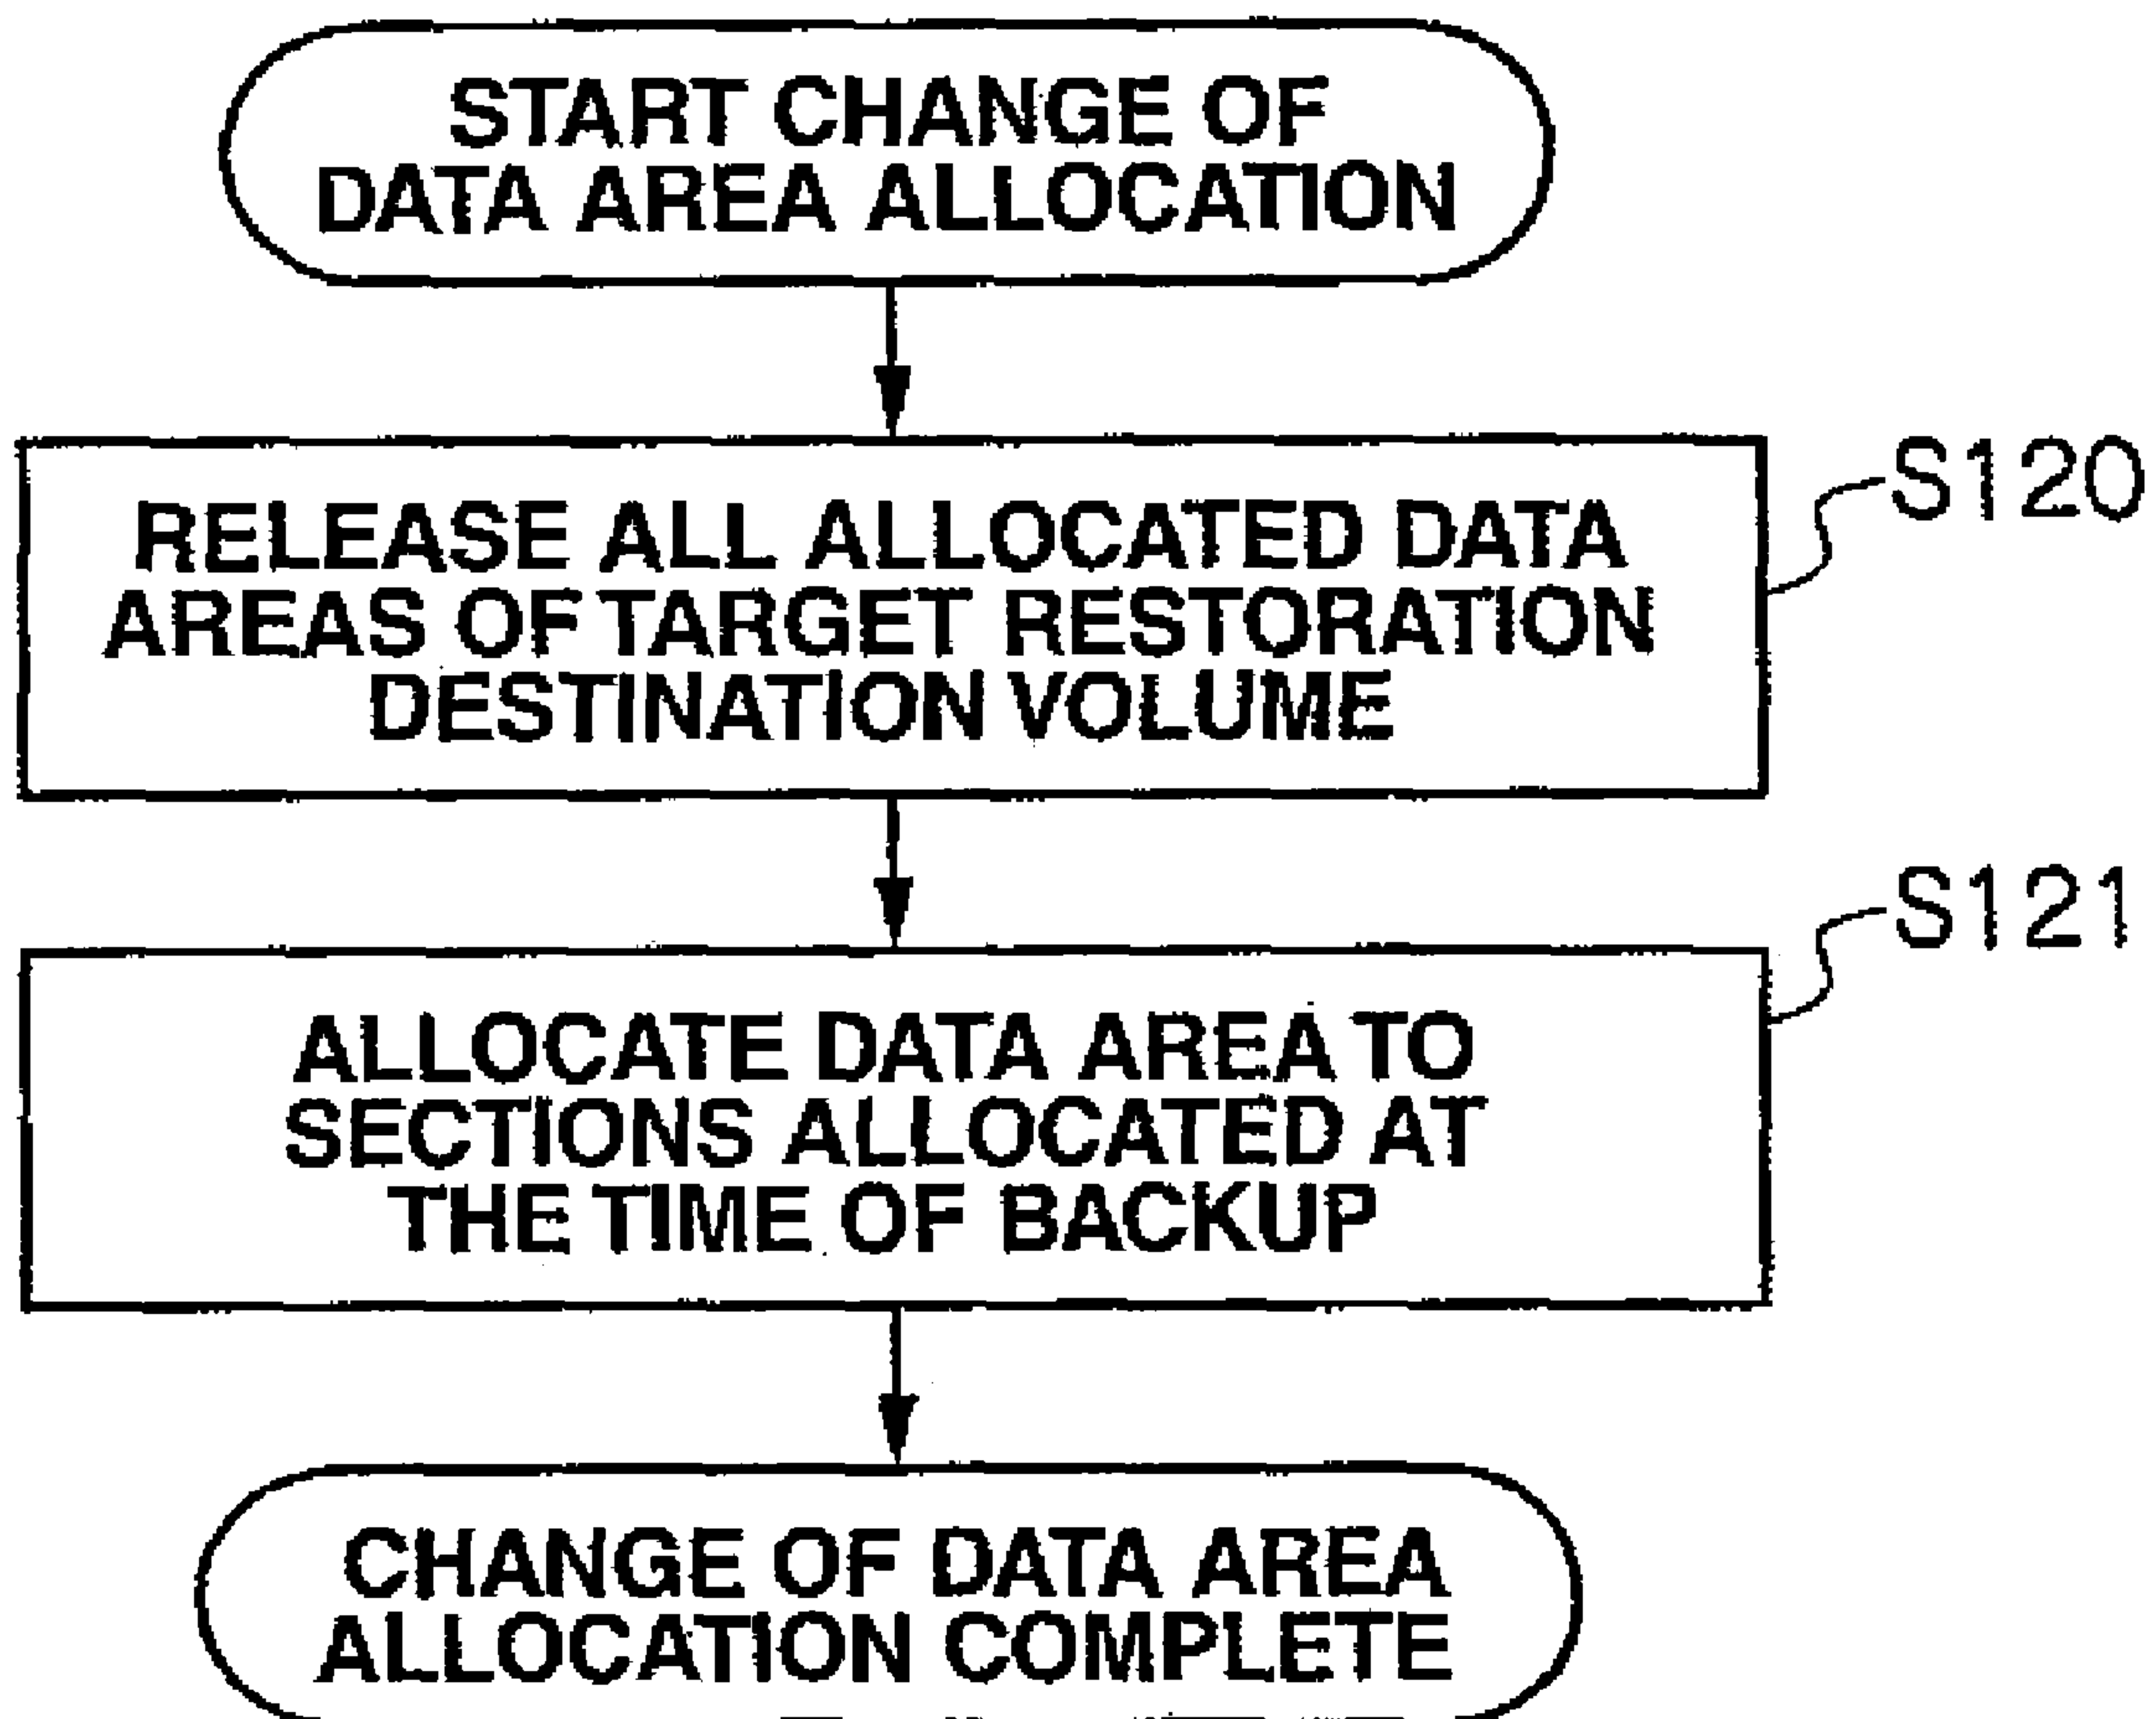 START CHANGE OF
DATA AREA ALLOCATION
S120
RELEASE ALL ALLOCATED DATA
AREAS OF TARGET RESTORATION
DESTINATION VOLUME
S121
ALLOCATE DATA AREA TO
SECTIONS ALLOCATED AT
THE TIME OF BACKUP
CHANGE OF DATA AREA
ALLOCATION COMPLETE